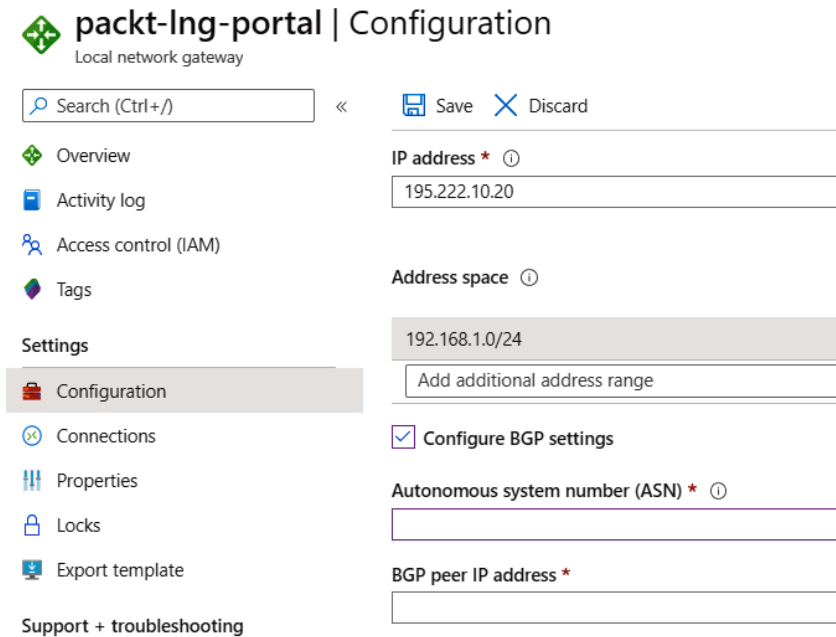 packt-lng-portal | Configuration
Local network gateway
Search (Ctrl+/)
«
Overview
Activity log
Access control (IAM)
Tags
Settings
Configuration
Connections
Properties
Locks
Export template
Support + troubleshooting
Save
Discard
IP address *
195.222.10.20
Address space
192.168.1.0/24
Add additional address range
Configure BGP settings
Autonomous system number (ASN) *
BGP peer IP address *